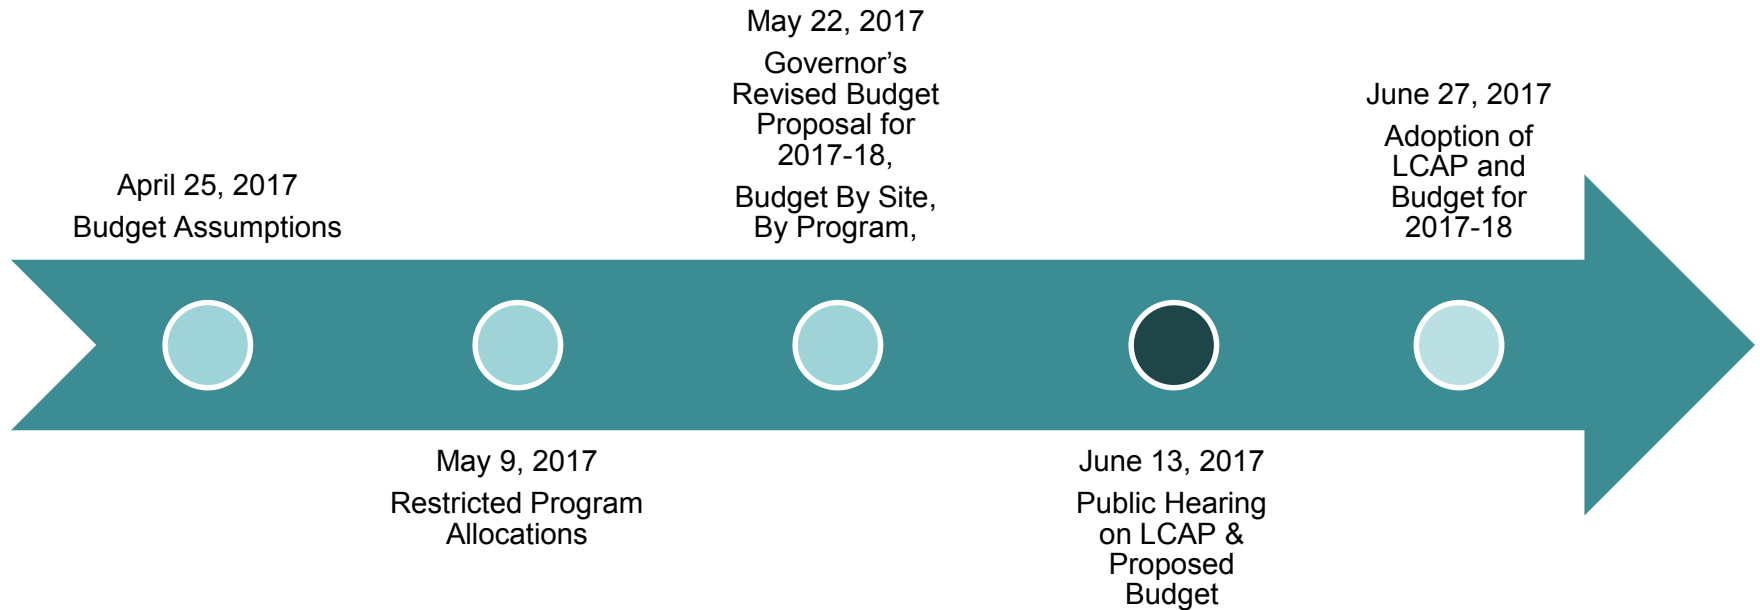 April 25, 2017
Budget Assumptions
May 9, 2017
Restricted Program
Allocations
May 22, 2017
Governor’s
Revised Budget
Proposal for
2017-18,
Budget By Site,
By Program,
June 13, 2017
Public Hearing
on LCAP &
Proposed
Budget
June 27, 2017
Adoption of
LCAP and
Budget for
2017-18